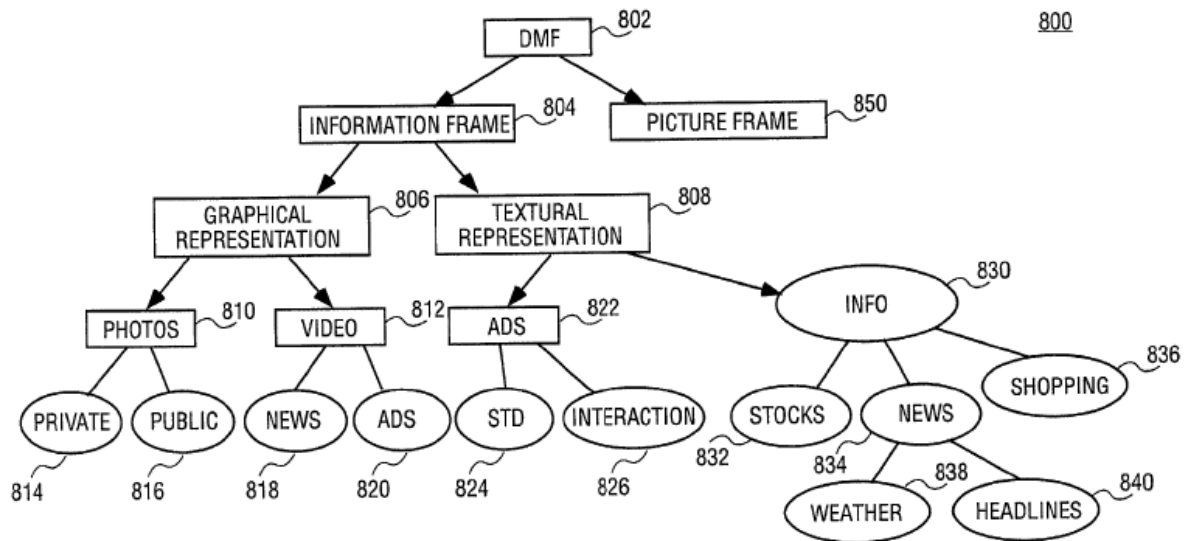 DMF 802
800
INFORMATION FRAME 804
PICTURE FRAME 850
GRAPHICAL
REPRESENTATION 806
TEXTURAL
REPRESENTATION 808
PHOTOS 810
VIDEO 812
ADS 822
INFO 830
PRIVATE 814
PUBLIC 816
NEWS 818
ADS 820
STD 824
INTERACTION 826
STOCKS 832
NEWS 834
SHOPPING 836
WEATHER 838
HEADLINES 840